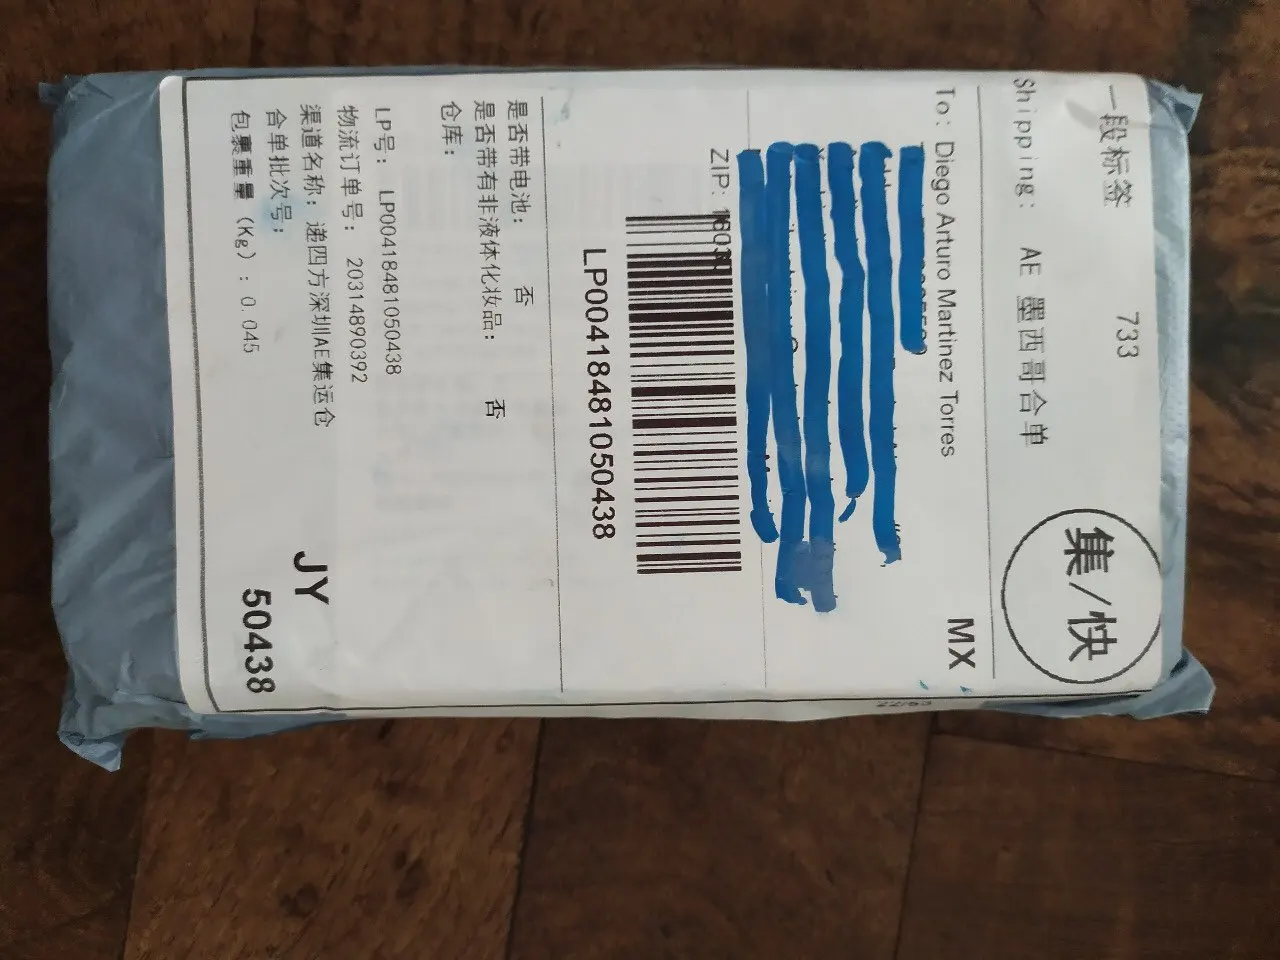 一段标签
733
Shipping: AE 墨西哥合单
集/快
To: Diego Arturo Martinez Torres
MX
ZIP:
LP00418481050438
是否带电池: 否
是否带有非液体化妆品: 否
仓库:
LP号: LP00418481050438
物流订单号: 20314890392
渠道名称: 递四方深圳AE集运仓
合单批次号:
包裹重量 (Kg) : 0.045
JY
50438